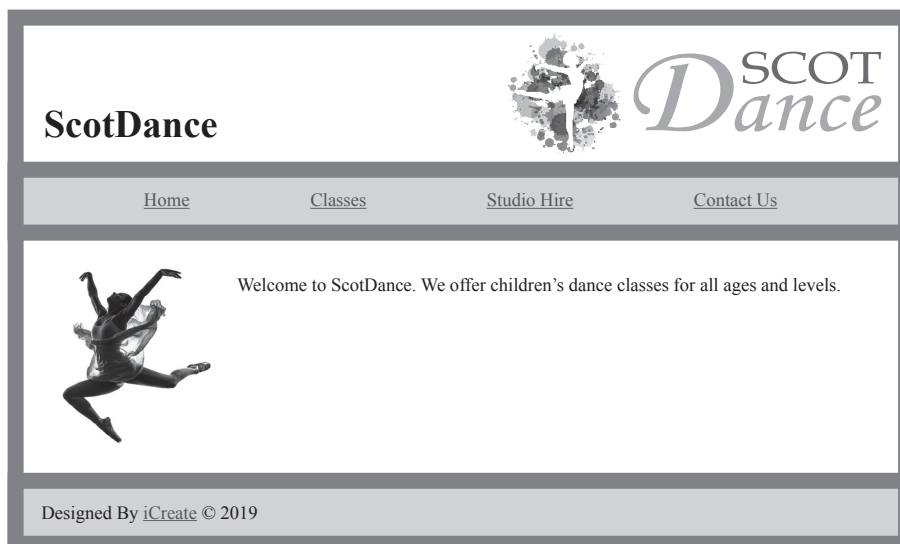 SCOT
Dance
ScotDance
Home Classes Studio Hire Contact Us
Welcome to ScotDance. We offer children’s dance classes for all ages and levels.
Designed By iCreate © 2019